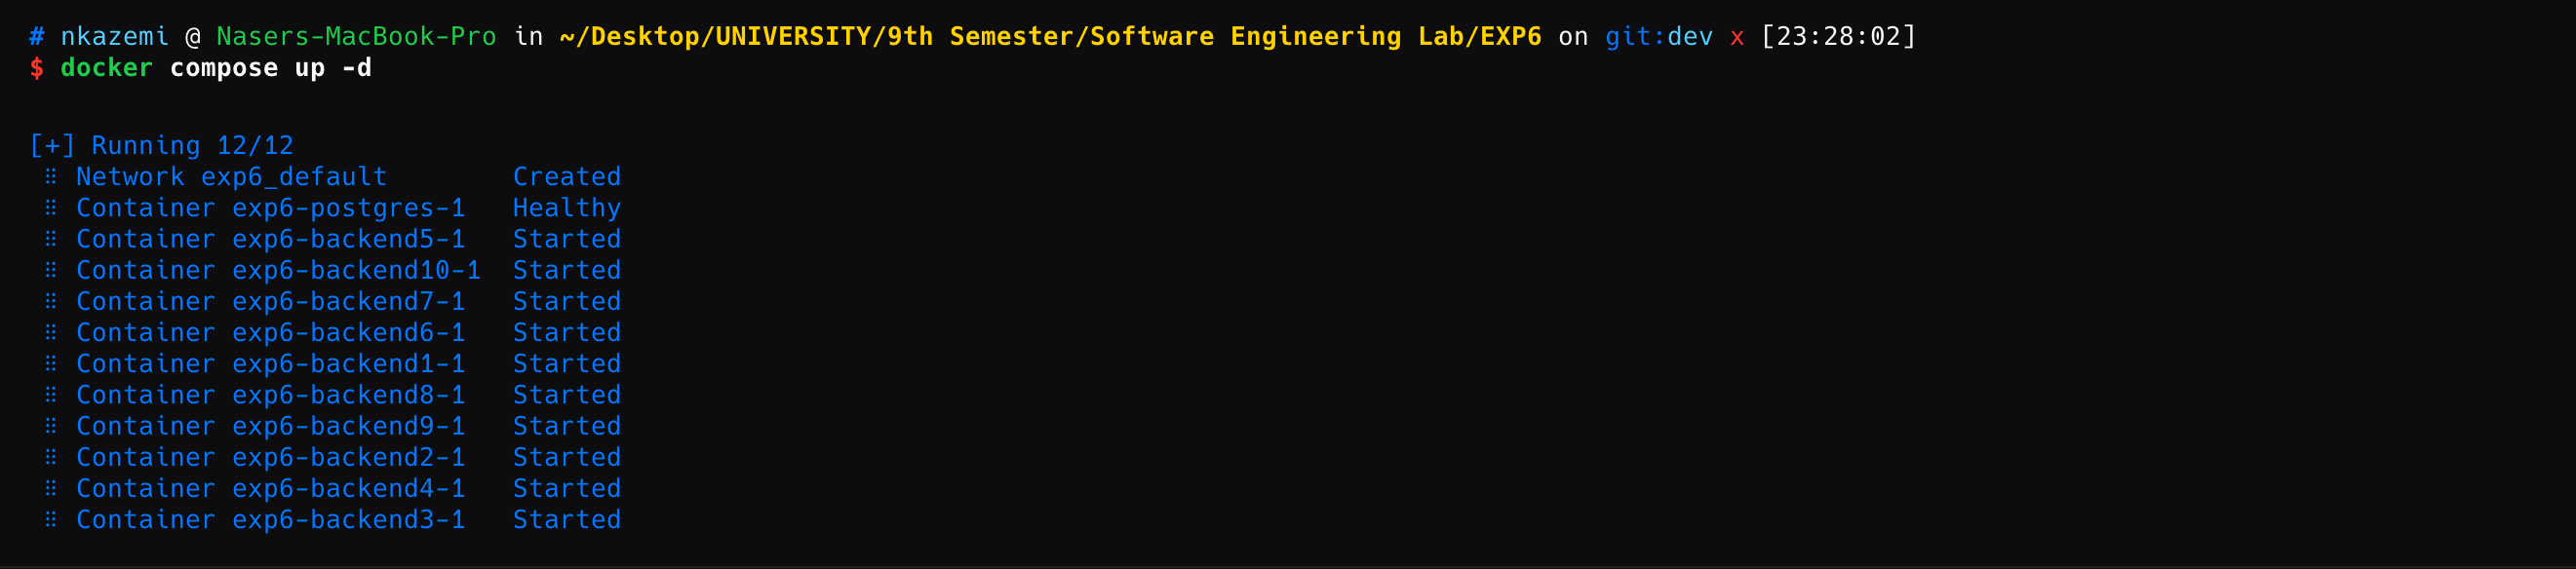 # nkazemi @ Nasers-MacBook-Pro in ~/Desktop/UNIVERSITY/9th Semester/Software Engineering Lab/EXP6 on git:dev x [23:28:02]
$ docker compose up -d
[+] Running 12/12
⠿ Network exp6_default Created
⠿ Container exp6-postgres-1 Healthy
⠿ Container exp6-backend5-1 Started
⠿ Container exp6-backend10-1 Started
⠿ Container exp6-backend7-1 Started
⠿ Container exp6-backend6-1 Started
⠿ Container exp6-backend1-1 Started
⠿ Container exp6-backend8-1 Started
⠿ Container exp6-backend9-1 Started
⠿ Container exp6-backend2-1 Started
⠿ Container exp6-backend4-1 Started
⠿ Container exp6-backend3-1 Started